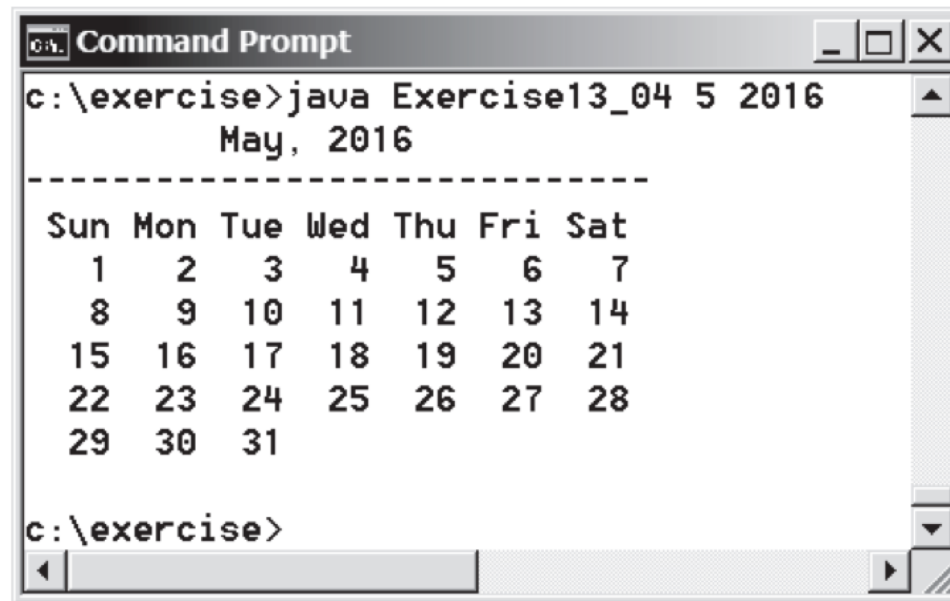 C:\. Command Prompt
c:\exercise>java Exercise13_04 5 2016
May, 2016
-----------------------------
Sun Mon Tue Wed Thu Fri Sat
1 2 3 4 5 6 7
8 9 10 11 12 13 14
15 16 17 18 19 20 21
22 23 24 25 26 27 28
29 30 31
c:\exercise>